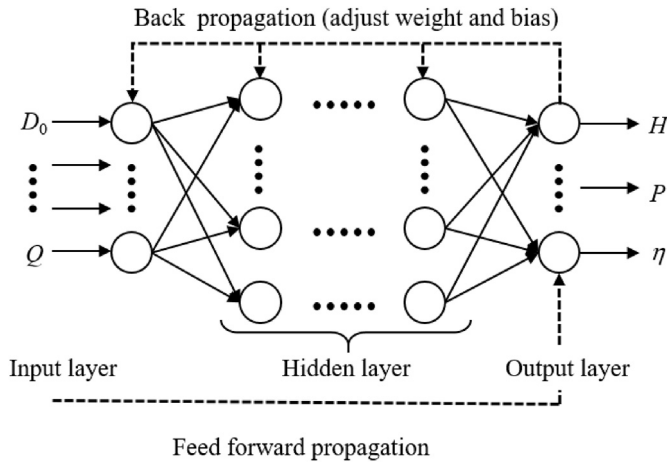 Back propagation (adjust weight and bias)
D₀
H
P
Q
η
Input layer
Hidden layer
Output layer
Feed forward propagation